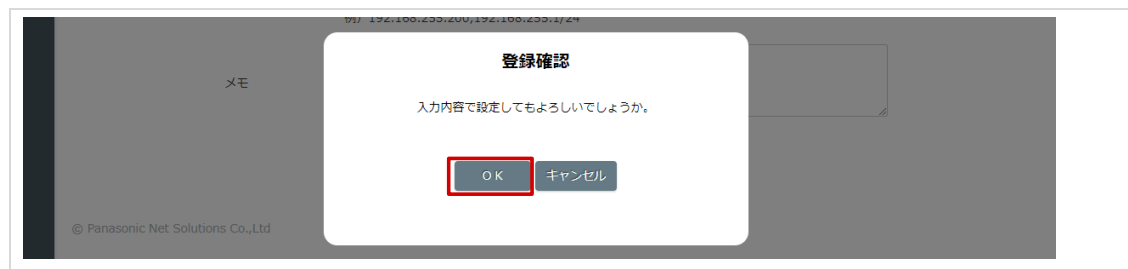 例）192.168.255.200,192.168.255.1/24
登録確認
メモ
入力内容で設定してもよろしいでしょうか。
ＯＫ
キャンセル
© Panasonic Net Solutions Co.,Ltd